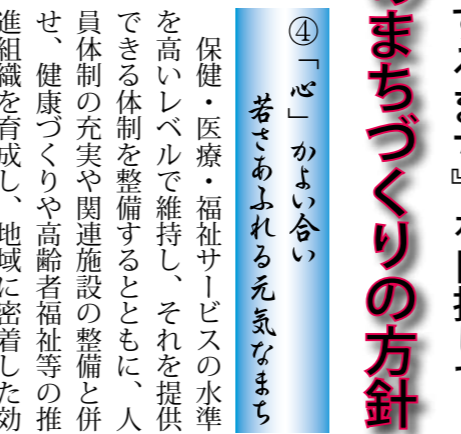 まちづくりの方針
④「心」かよい合い
若さあふれる元気なまち
保健・医療・福祉サービスの水準
を高いレベルで維持し、それを提供
できる体制を整備するとともに、人
員体制の充実や関連施設の整備と併
せ、健康づくりや高齢者福祉等の推
進組織を育成し、地域に密着した効